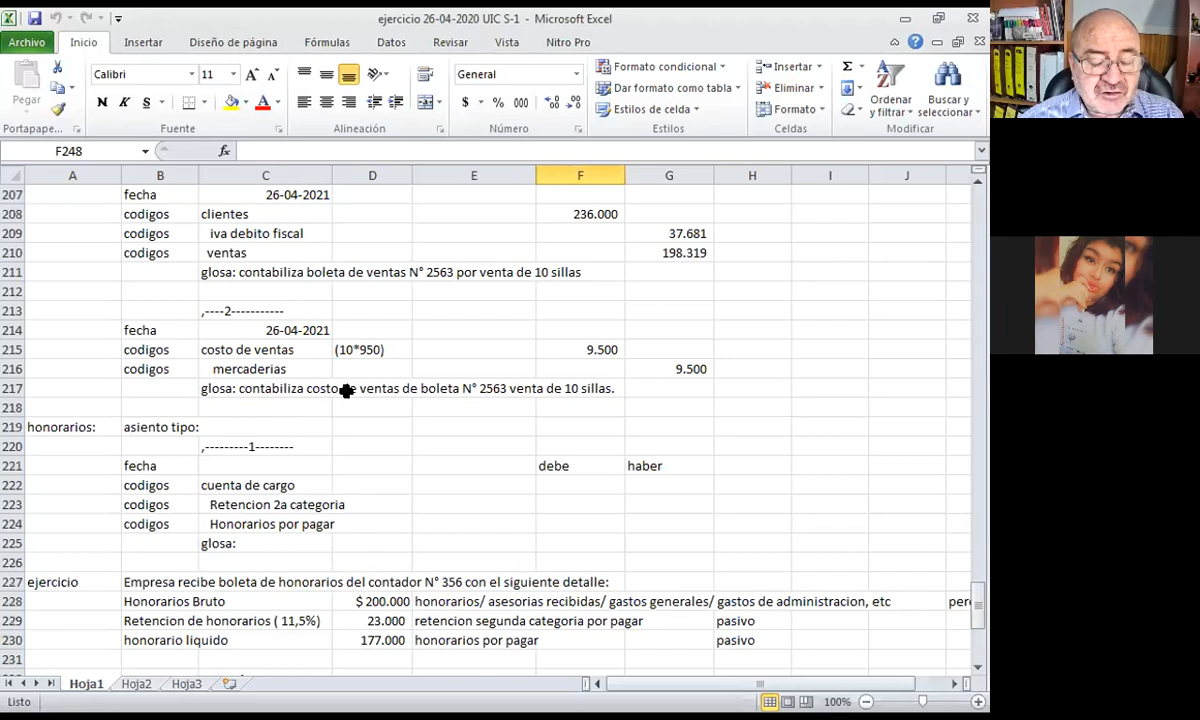 ejercicio 26-04-2020 UIC S-1 - Microsoft Excel
Archivo Inicio Insertar Diseño de página Fórmulas Datos Revisar Vista Nitro Pro
Pegar Calibri 11 N K S General $ % 000
Formato condicional Dar formato como tabla Estilos de celda
Insertar Eliminar Formato
Σ Ordenar y filtrar Buscar y seleccionar
Portapape... Fuente Alineación Número Estilos Celdas Modificar
F248 fx
A B C D E F G H I J
207 fecha 26-04-2021
208 codigos clientes 236.000
209 codigos iva debito fiscal 37.681
210 codigos ventas 198.319
211 glosa: contabiliza boleta de ventas N° 2563 por venta de 10 sillas
212
213 ,----2-----------
214 fecha 26-04-2021
215 codigos costo de ventas (10*950) 9.500
216 codigos mercaderias 9.500
217 glosa: contabiliza costo de ventas de boleta N° 2563 venta de 10 sillas.
218
219 honorarios: asiento tipo:
220 ,---------1--------
221 fecha debe haber
222 codigos cuenta de cargo
223 codigos Retencion 2a categoria
224 codigos Honorarios por pagar
225 glosa:
226
227 ejercicio Empresa recibe boleta de honorarios del contador N° 356 con el siguiente detalle:
228 Honorarios Bruto $ 200.000 honorarios/ asesorias recibidas/ gastos generales/ gastos de administracion, etc
229 Retencion de honorarios ( 11,5%) 23.000 retencion segunda categoria por pagar pasivo
230 honorario liquido 177.000 honorarios por pagar pasivo
231
Hoja1 Hoja2 Hoja3
Listo 100%